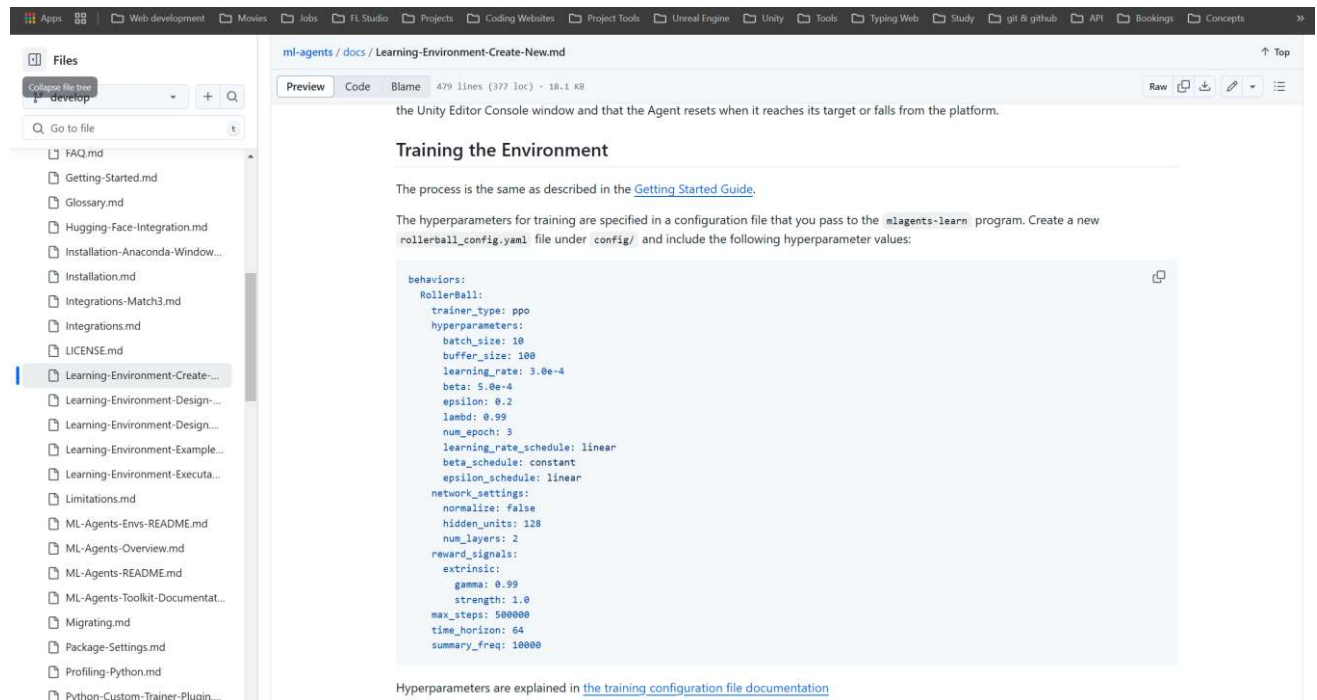 Apps Web development Movies Jobs FL Studio Projects Coding Websites Project Tools Unreal Engine Unity Tools Typing Web Study git & github API Bookings Concepts »
Files
Collapse file tree
develop
Go to file t
FAQ.md
Getting-Started.md
Glossary.md
Hugging-Face-Integration.md
Installation-Anaconda-Window...
Installation.md
Integrations-Match3.md
Integrations.md
LICENSE.md
Learning-Environment-Create-...
Learning-Environment-Design-...
Learning-Environment-Design....
Learning-Environment-Example...
Learning-Environment-Executa...
Limitations.md
ML-Agents-Envs-README.md
ML-Agents-Overview.md
ML-Agents-README.md
ML-Agents-Toolkit-Documentat...
Migrating.md
Package-Settings.md
Profiling-Python.md
Python-Custom-Trainer-Plugin....
ml-agents / docs / Learning-Environment-Create-New.md Top
Preview Code Blame 479 lines (377 loc) · 18.1 KB Raw
the Unity Editor Console window and that the Agent resets when it reaches its target or falls from the platform.
Training the Environment
The process is the same as described in the Getting Started Guide.
The hyperparameters for training are specified in a configuration file that you pass to the mlagents-learn program. Create a new
rollerball_config.yaml file under config/ and include the following hyperparameter values:
behaviors:
RollerBall:
trainer_type: ppo
hyperparameters:
batch_size: 10
buffer_size: 100
learning_rate: 3.0e-4
beta: 5.0e-4
epsilon: 0.2
lambd: 0.99
num_epoch: 3
learning_rate_schedule: linear
beta_schedule: constant
epsilon_schedule: linear
network_settings:
normalize: false
hidden_units: 128
num_layers: 2
reward_signals:
extrinsic:
gamma: 0.99
strength: 1.0
max_steps: 500000
time_horizon: 64
summary_freq: 10000
Hyperparameters are explained in the training configuration file documentation